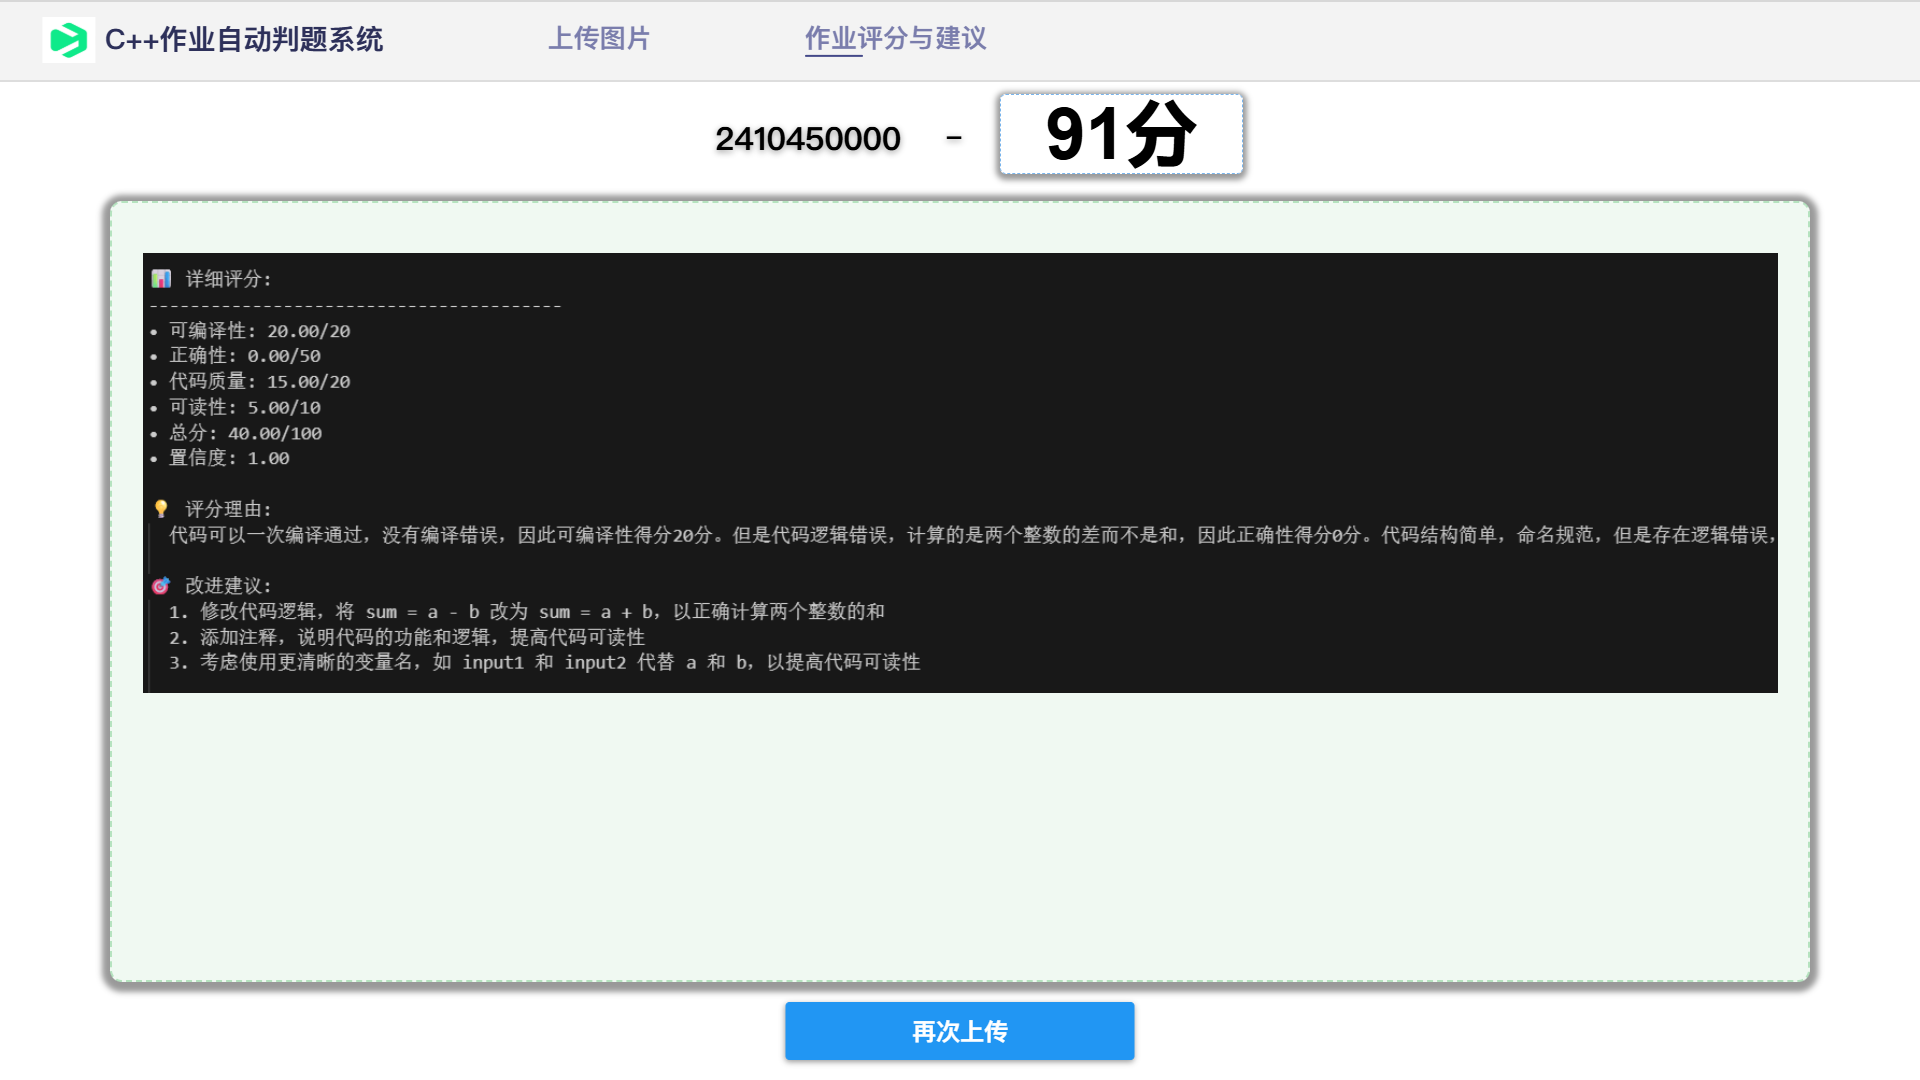 C++作业自动判题系统
上传图片
作业评分与建议
2410450000 - 91分
📊 详细评分:
----------------------------------------
• 可编译性: 20.00/20
• 正确性: 0.00/50
• 代码质量: 15.00/20
• 可读性: 5.00/10
• 总分: 40.00/100
• 置信度: 1.00
💡 评分理由:
代码可以一次编译通过，没有编译错误，因此可编译性得分20分。但是代码逻辑错误，计算的是两个整数的差而不是和，因此正确性得分0分。代码结构简单，命名规范，但是存在逻辑错误，
🎯 改进建议:
1. 修改代码逻辑，将 sum = a - b 改为 sum = a + b，以正确计算两个整数的和
2. 添加注释，说明代码的功能和逻辑，提高代码可读性
3. 考虑使用更清晰的变量名，如 input1 和 input2 代替 a 和 b，以提高代码可读性
再次上传